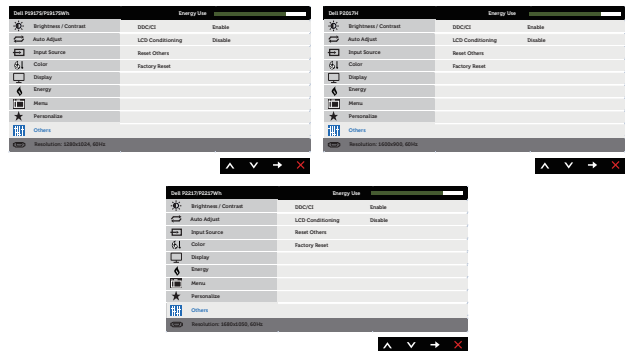 Dell P1917S/P1917SWh Energy Use
Brightness / Contrast DDC/CI Enable
Auto Adjust LCD Conditioning Disable
Input Source Reset Others
Color Factory Reset
Display
Energy
Menu
Personalize
Others
Resolution: 1280x1024, 60Hz
Dell P2017H Energy Use
Brightness / Contrast DDC/CI Enable
Auto Adjust LCD Conditioning Disable
Input Source Reset Others
Color Factory Reset
Display
Energy
Menu
Personalize
Others
Resolution: 1600x900, 60Hz
Dell P2217/P2217Wh Energy Use
Brightness / Contrast DDC/CI Enable
Auto Adjust LCD Conditioning Disable
Input Source Reset Others
Color Factory Reset
Display
Energy
Menu
Personalize
Others
Resolution: 1680x1050, 60Hz